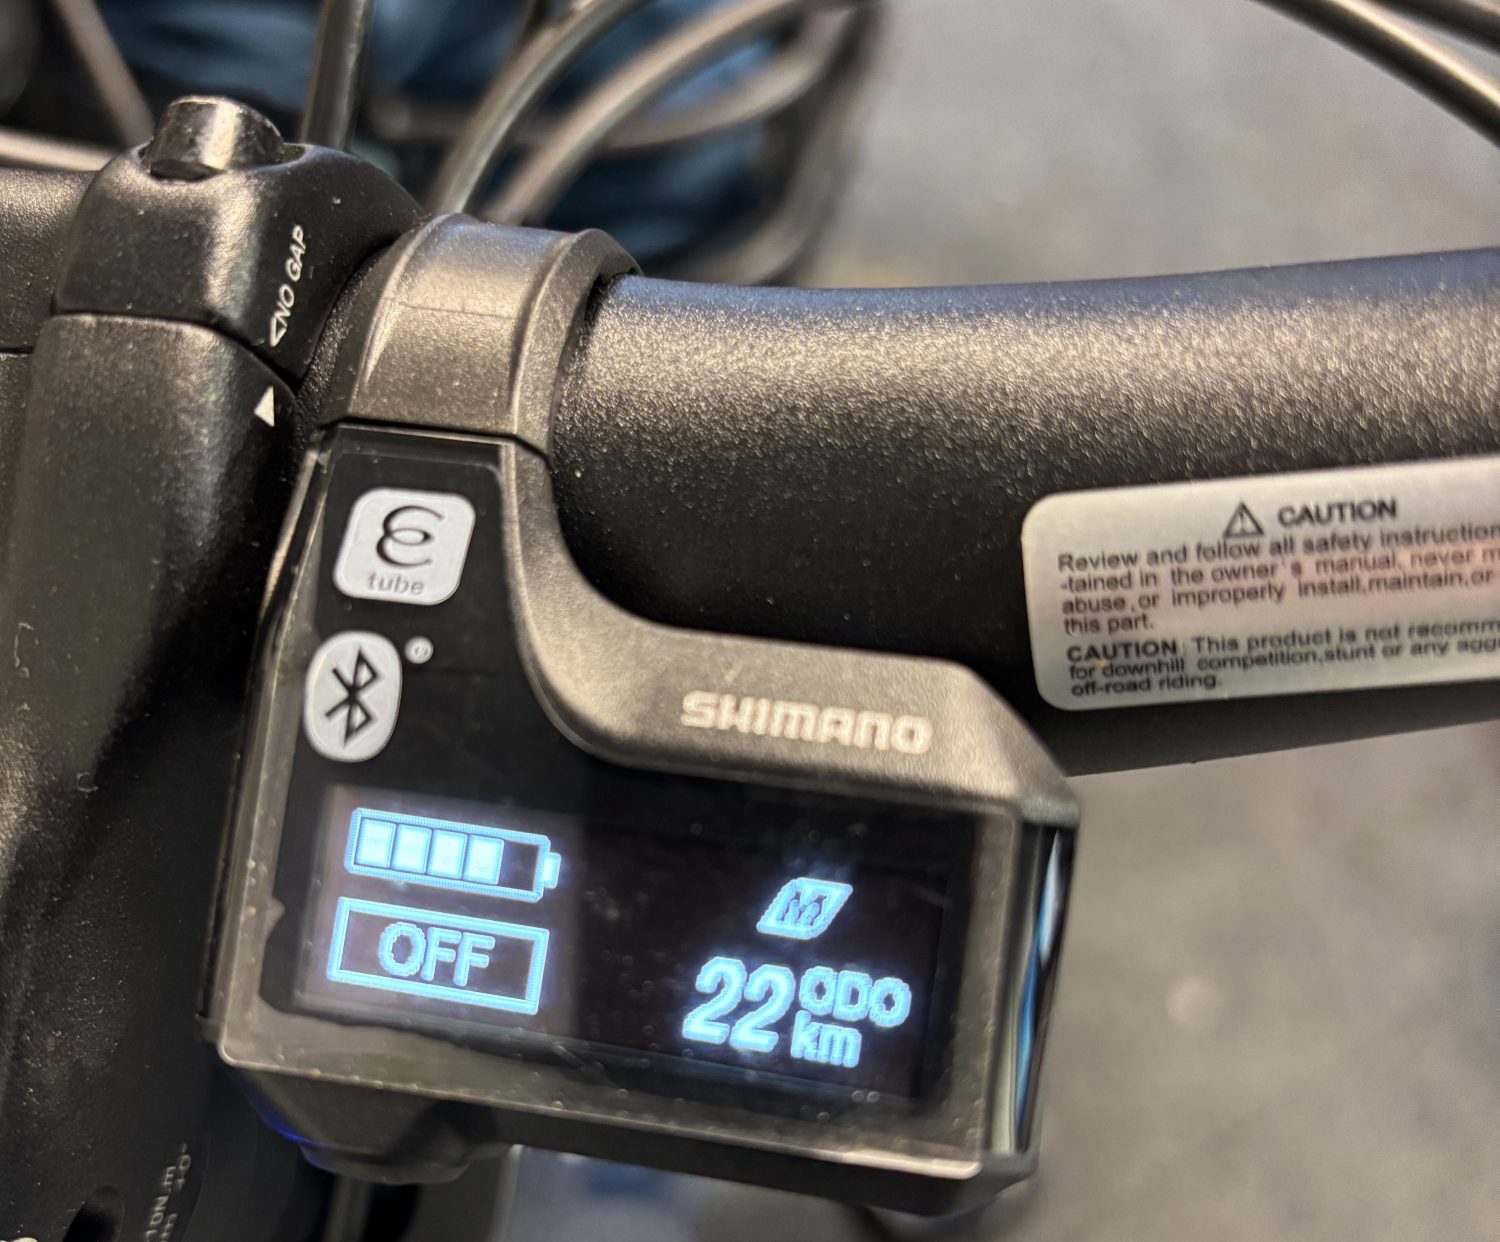 <NO GAP
tube
SHIMANO
OFF
M
22 ODO
km
CAUTION
Review and follow all safety instruction
-tained in the owner's manual, never m
abuse,or improperly install,maintain,or
this part.
CAUTION: This product is not recomm
for downhill competition,stunt or any agg
off-road riding.